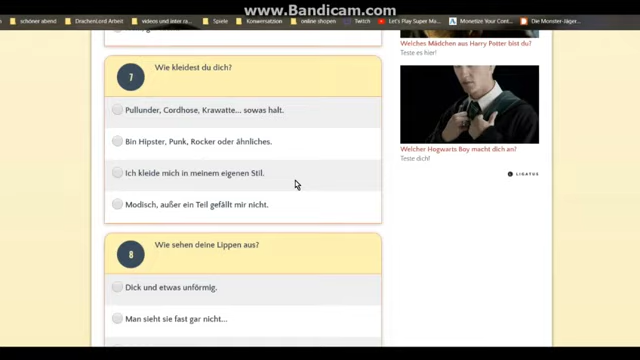 www.Bandicam.com
schöner abend
DrachenLord Arbeit
videos und inter ra
Spiele
Konversation
online shopen
Twitch
Let's Play Super Ma
Monetize Your Cont
Die Monster-Jäger
Welches Mädchen aus Harry Potter bist du?
Teste es hier!
7
Wie kleidest du dich?
Pullunder, Cordhose, Krawatte... sowas halt.
Bin Hipster, Punk, Rocker oder ähnliches.
Ich kleide mich in meinem eigenen Stil.
Modisch, außer ein Teil gefällt mir nicht.
Welcher Hogwarts Boy macht dich an?
Teste dich!
LIGATUS
8
Wie sehen deine Lippen aus?
Dick und etwas unförmig.
Man sieht sie fast gar nicht...